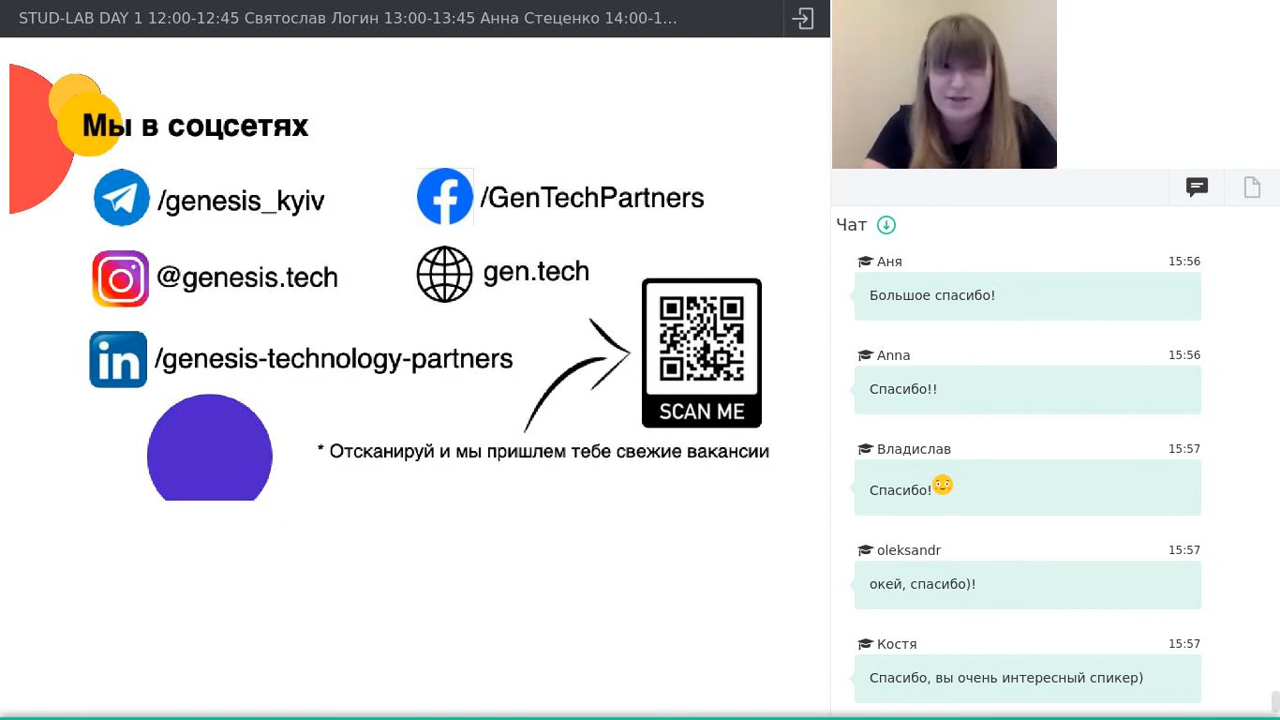 STUD-LAB DAY 1 12:00-12:45 Святослав Логин 13:00-13:45 Анна Стеценко 14:00-1...
Мы в соцсетях
/genesis_kyiv
/GenTechPartners
@genesis.tech
gen.tech
/genesis-technology-partners
SCAN ME
* Отсканируй и мы пришлем тебе свежие вакансии
Чат
Аня 15:56
Большое спасибо!
Anna 15:56
Спасибо!!
Владислав 15:57
Спасибо!
oleksandr 15:57
окей, спасибо)!
Костя 15:57
Спасибо, вы очень интересный спикер)